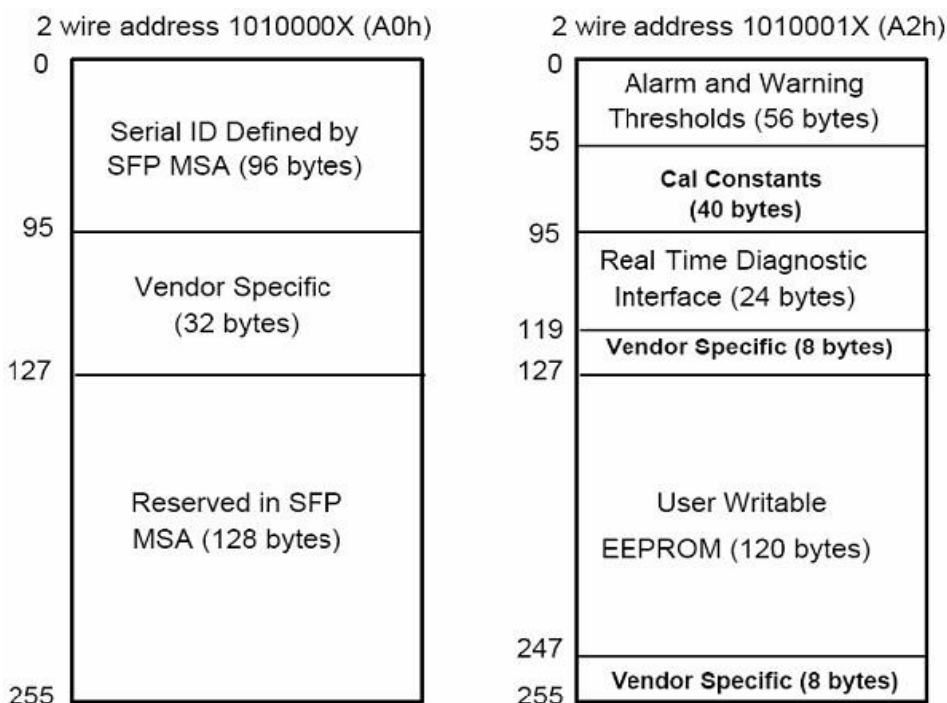 2 wire address 1010000X (A0h)
0
Serial ID Defined by
SFP MSA (96 bytes)
95
Vendor Specific
(32 bytes)
127
Reserved in SFP
MSA (128 bytes)
255
2 wire address 1010001X (A2h)
0
Alarm and Warning
Thresholds (56 bytes)
55
Cal Constants
(40 bytes)
95
Real Time Diagnostic
Interface (24 bytes)
119
Vendor Specific (8 bytes)
127
User Writable
EEPROM (120 bytes)
247
Vendor Specific (8 bytes)
255